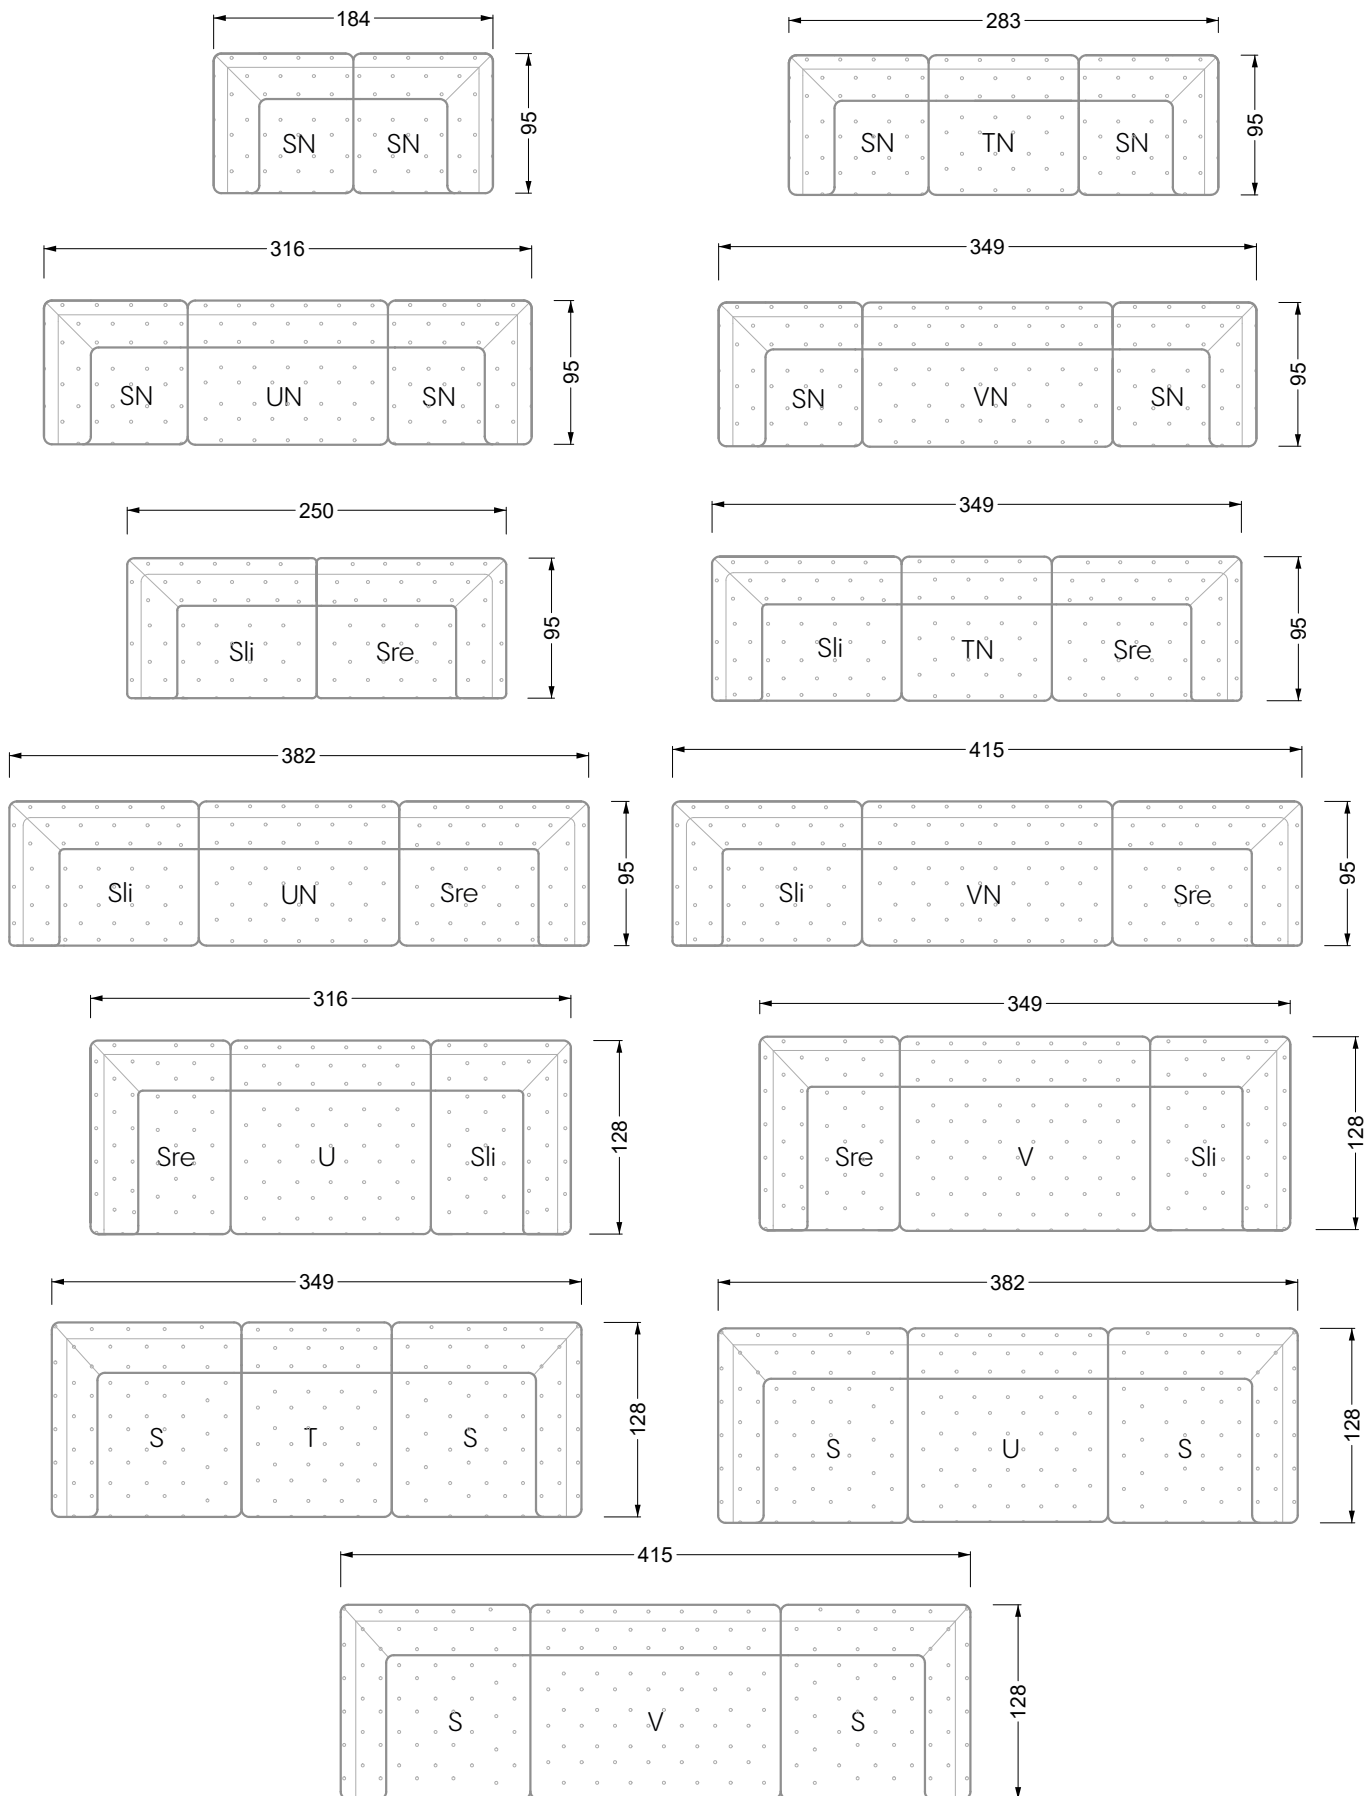 184
283
95
95
SN SN
SN TN SN
316
349
95
95
SN UN SN
SN VN SN
250
349
95
95
Sli Sre
Sli TN Sre
382
415
95
95
Sli UN Sre
Sli VN Sre
316
349
128
128
Sre U Sli
Sre V Sli
349
382
128
128
S T S
S U S
415
128
S V S